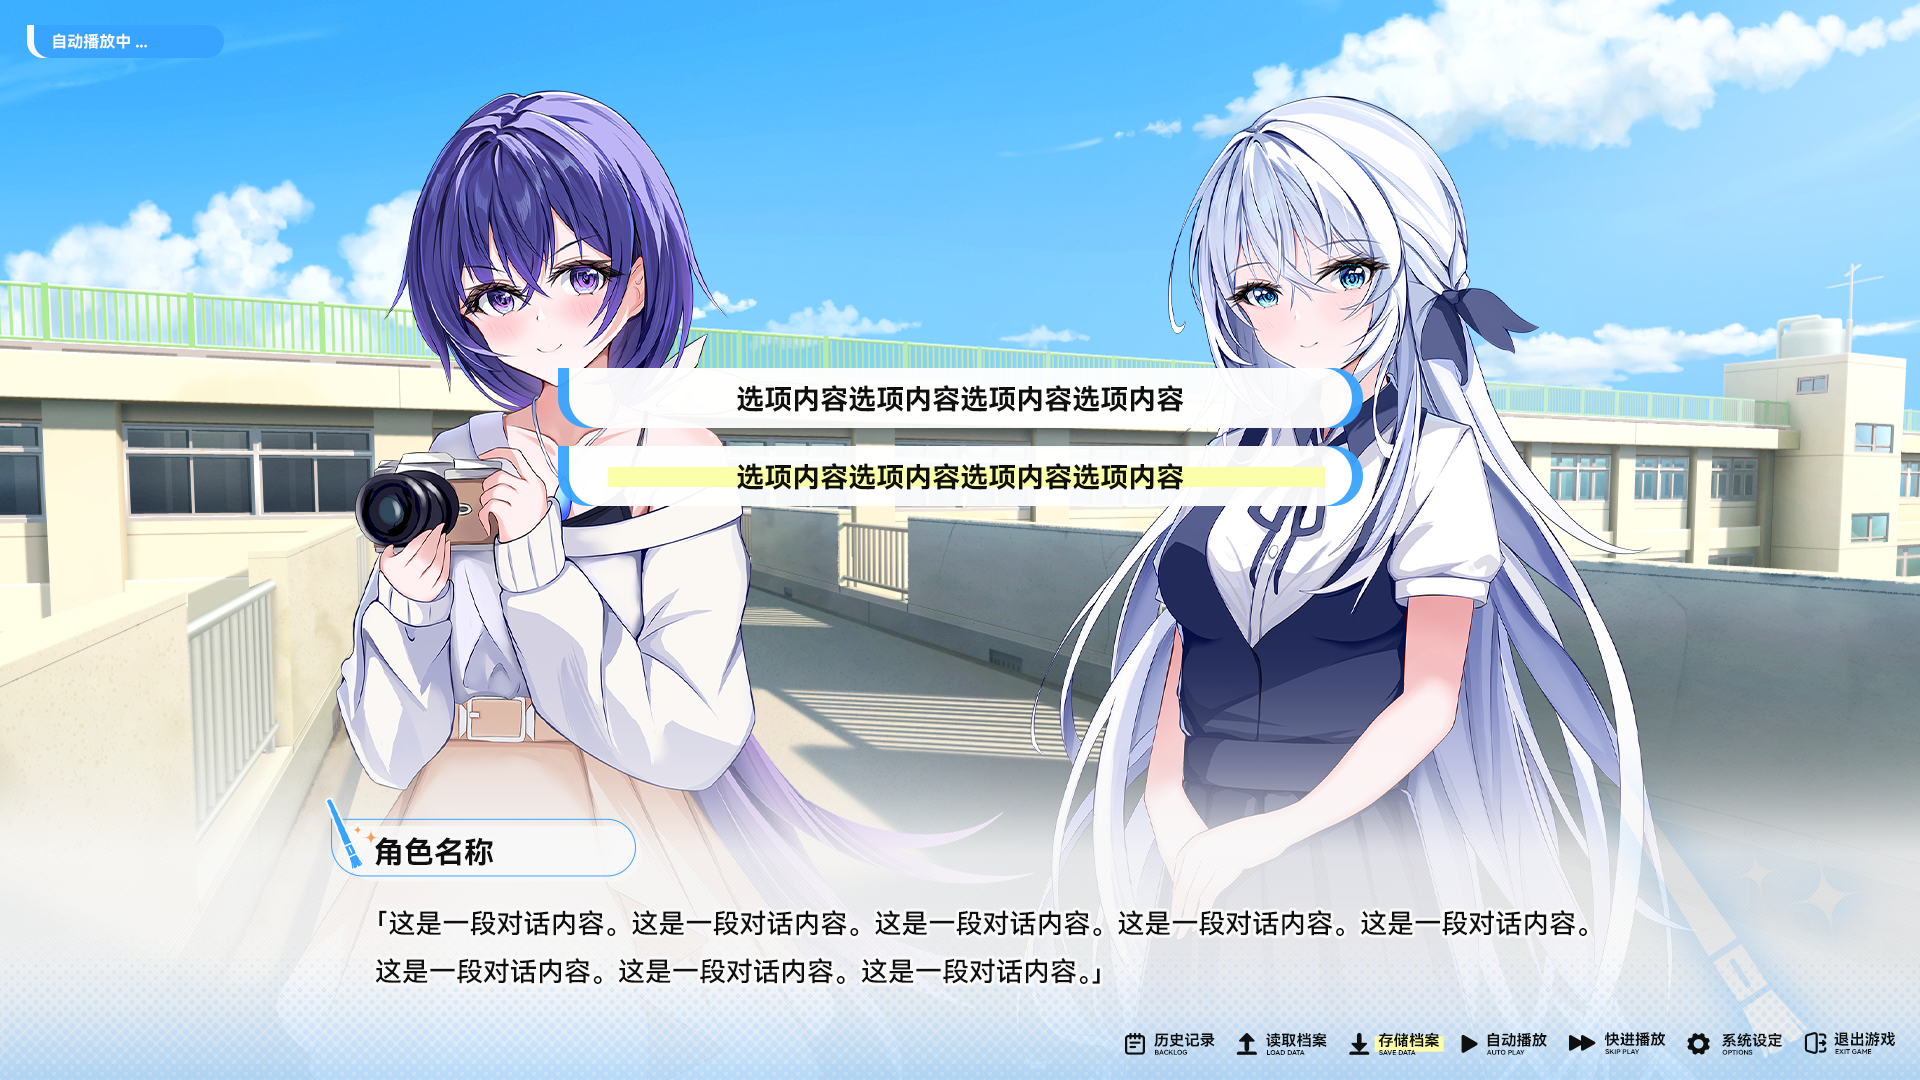 自动播放中 ...
选项内容选项内容选项内容选项内容
选项内容选项内容选项内容选项内容
角色名称
「这是一段对话内容。这是一段对话内容。这是一段对话内容。这是一段对话内容。这是一段对话内容。
这是一段对话内容。这是一段对话内容。这是一段对话内容。」
历史记录
BACKLOG
读取档案
LOAD DATA
存储档案
SAVE DATA
自动播放
AUTO PLAY
快进播放
SKIP PLAY
系统设定
OPTIONS
退出游戏
EXIT GAME